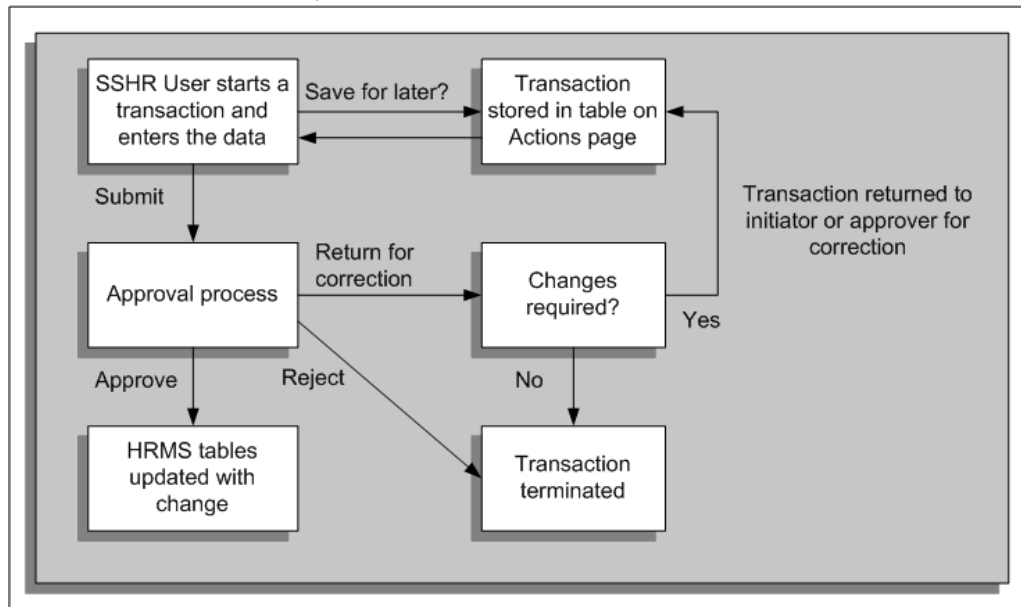 SSHR User starts a
transaction and
enters the data
Save for later?
Transaction
stored in table on
Actions page
Submit
Transaction returned to
initiator or approver for
correction
Approval process
Return for
correction
Changes
required?
Yes
Approve
Reject
No
HRMS tables
updated with
change
Transaction
terminated